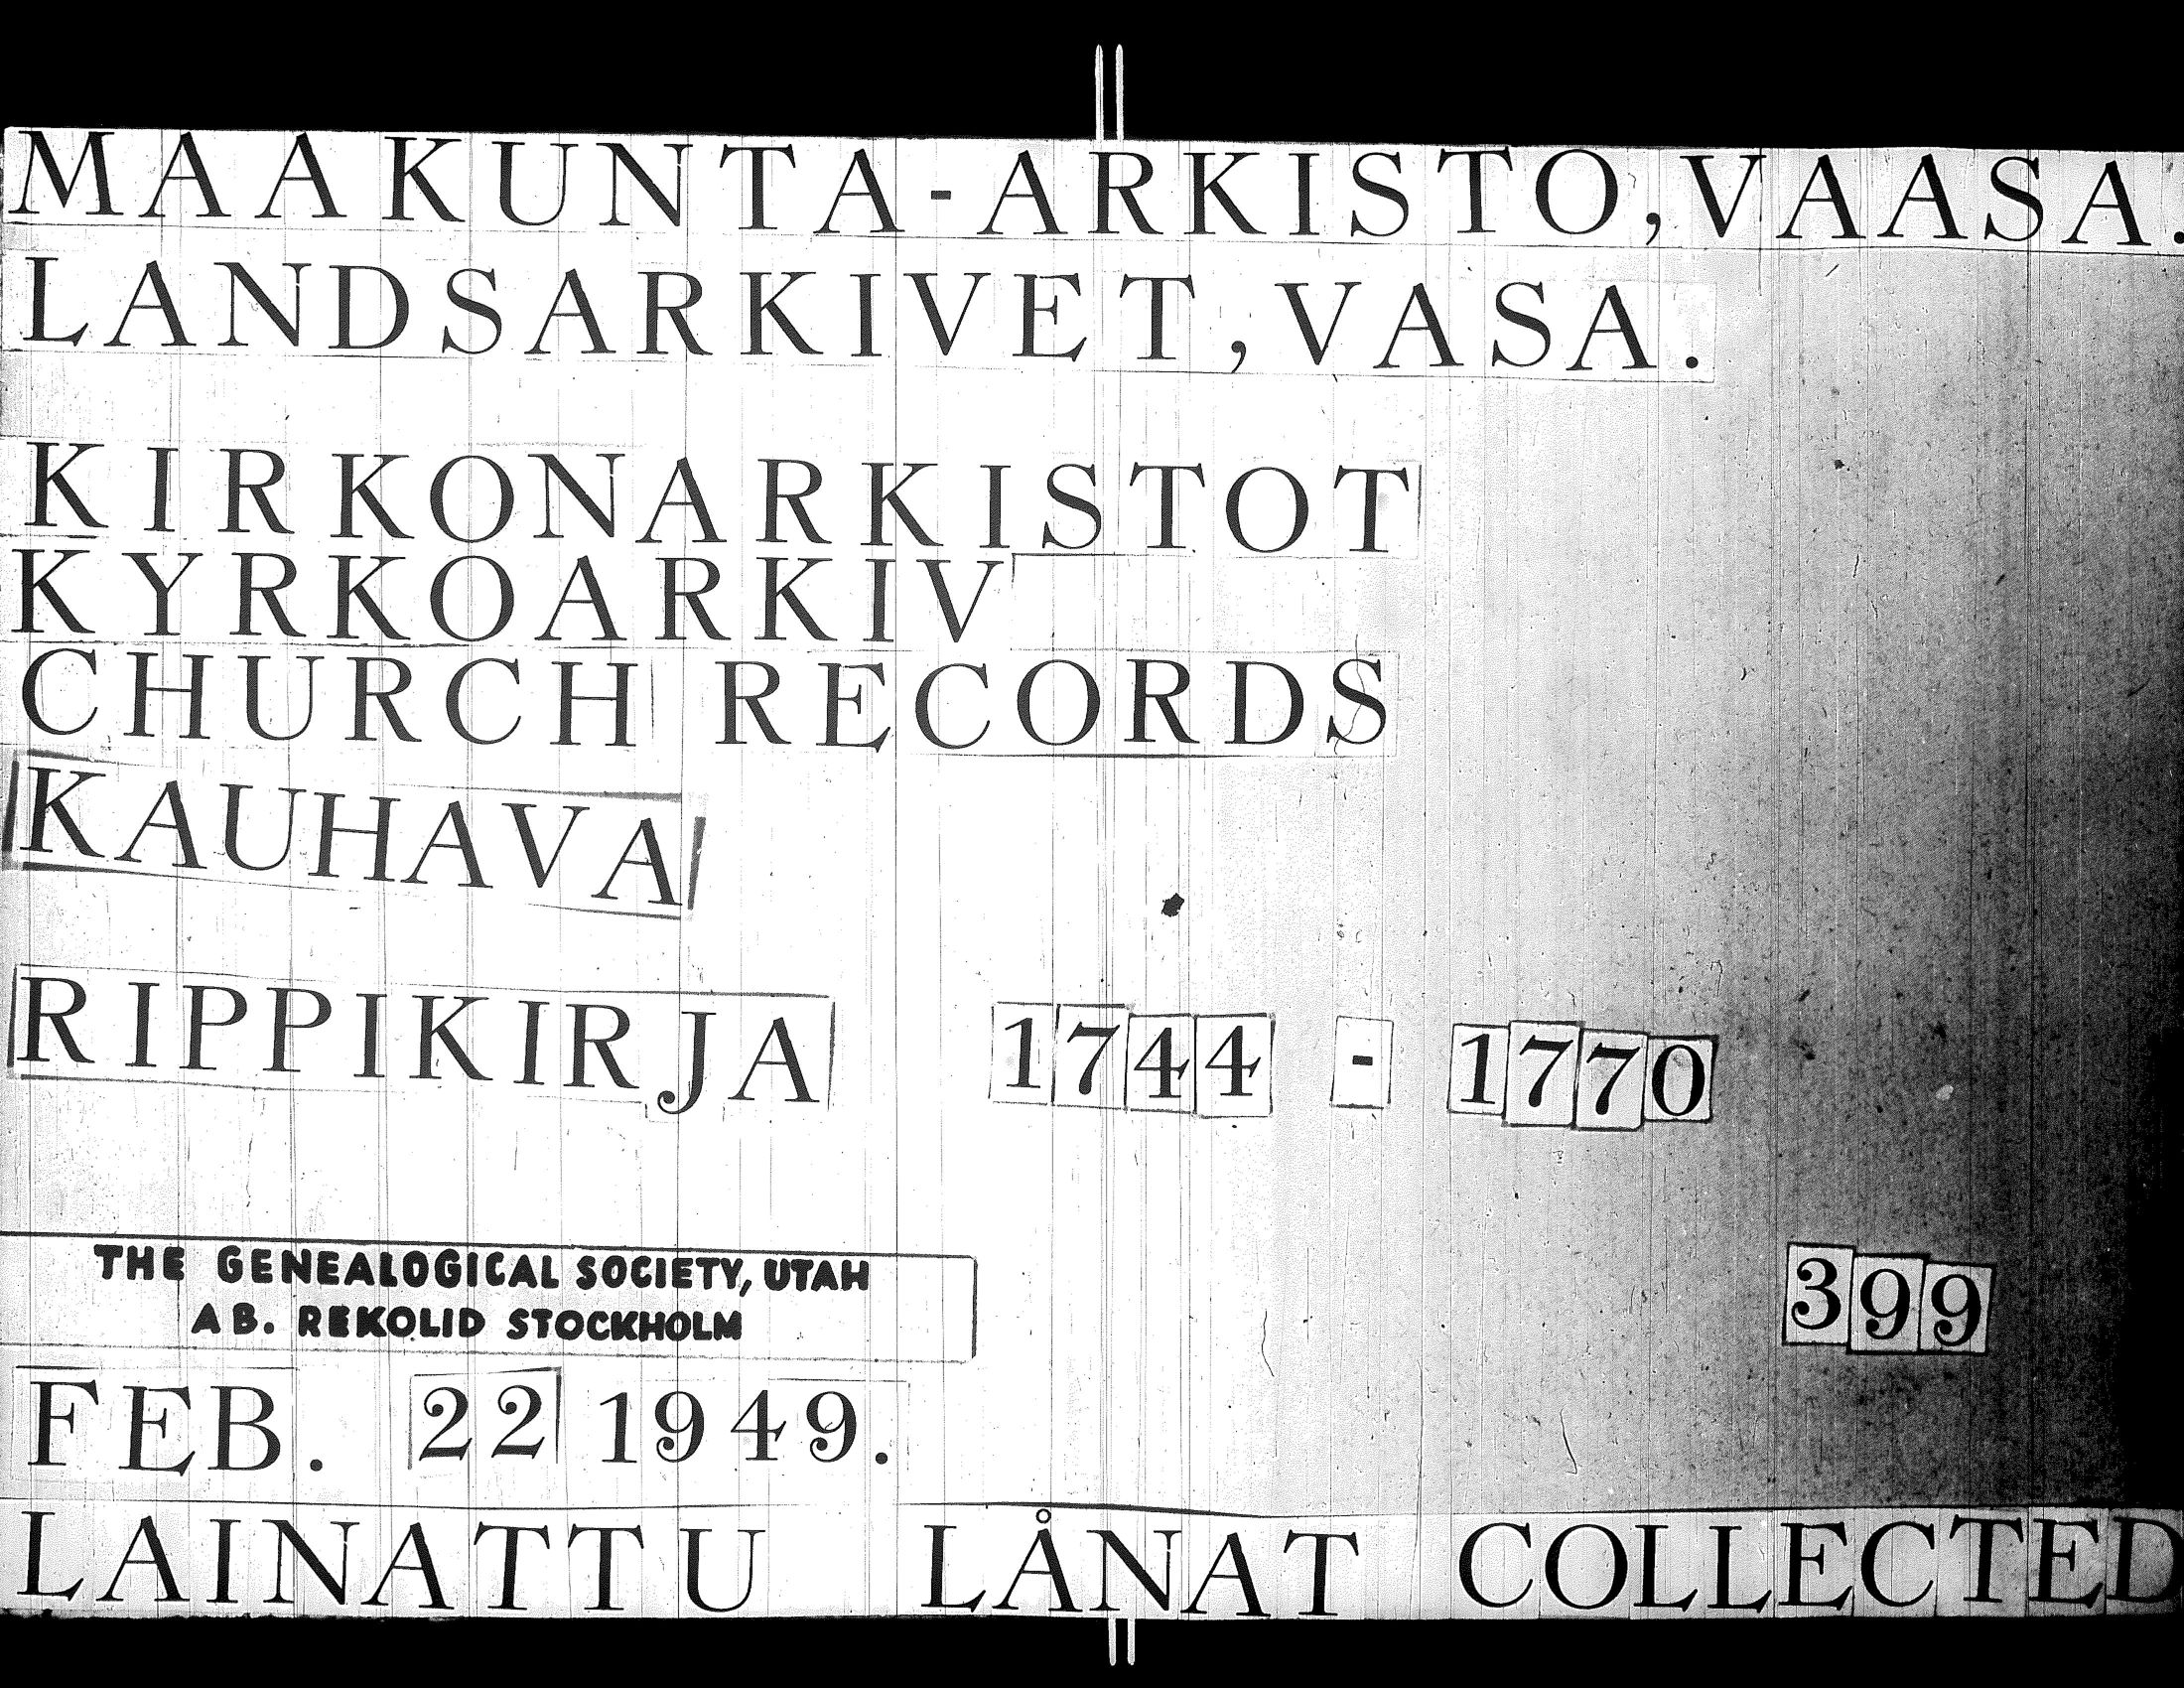 MAAKUNTA-ARKISTO, VAASA.
LANDSARKIVET, VASA.
KIRKONARKISTOT
KYRKOARKIV
CHURCH RECORDS
KAUHAVA
RIPPIKIRJA 1744 - 1770
THE GENEALOGICAL SOCIETY, UTAH
AB. REKOLID STOCKHOLM
399
FEB. 22 1949.
LAINATTU LÅNAT COLLECTED